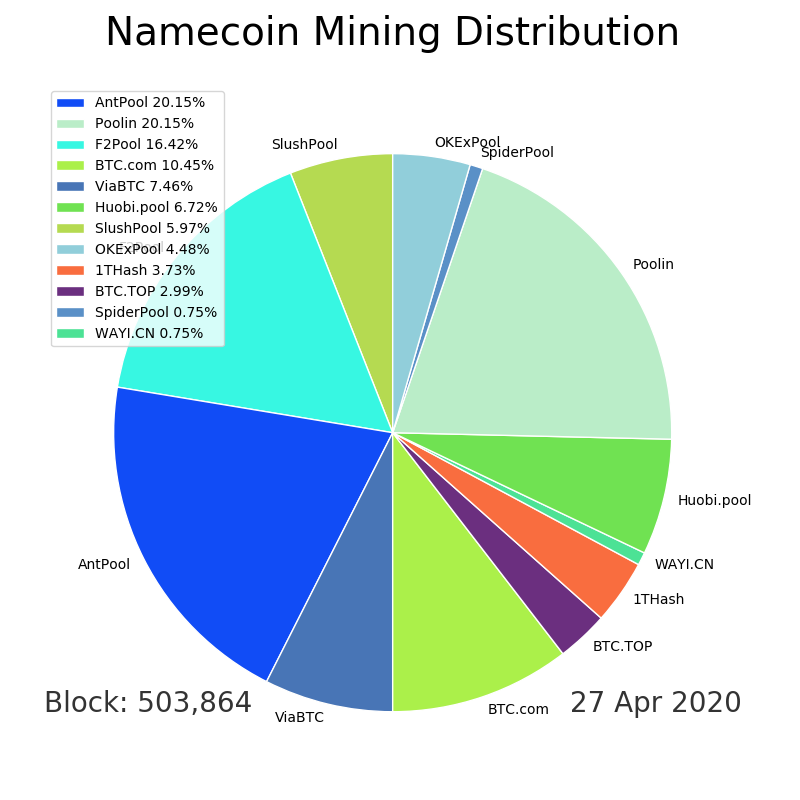 Namecoin Mining Distribution
AntPool 20.15%
Poolin 20.15%
F2Pool 16.42%
BTC.com 10.45%
ViaBTC 7.46%
Huobi.pool 6.72%
SlushPool 5.97%
OKExPool 4.48%
1THash 3.73%
BTC.TOP 2.99%
SpiderPool 0.75%
WAYI.CN 0.75%
SlushPool
OKExPool
SpiderPool
F2Pool
Poolin
Huobi.pool
AntPool
WAYI.CN
1THash
BTC.TOP
BTC.com
ViaBTC
Block: 503,864
27 Apr 2020